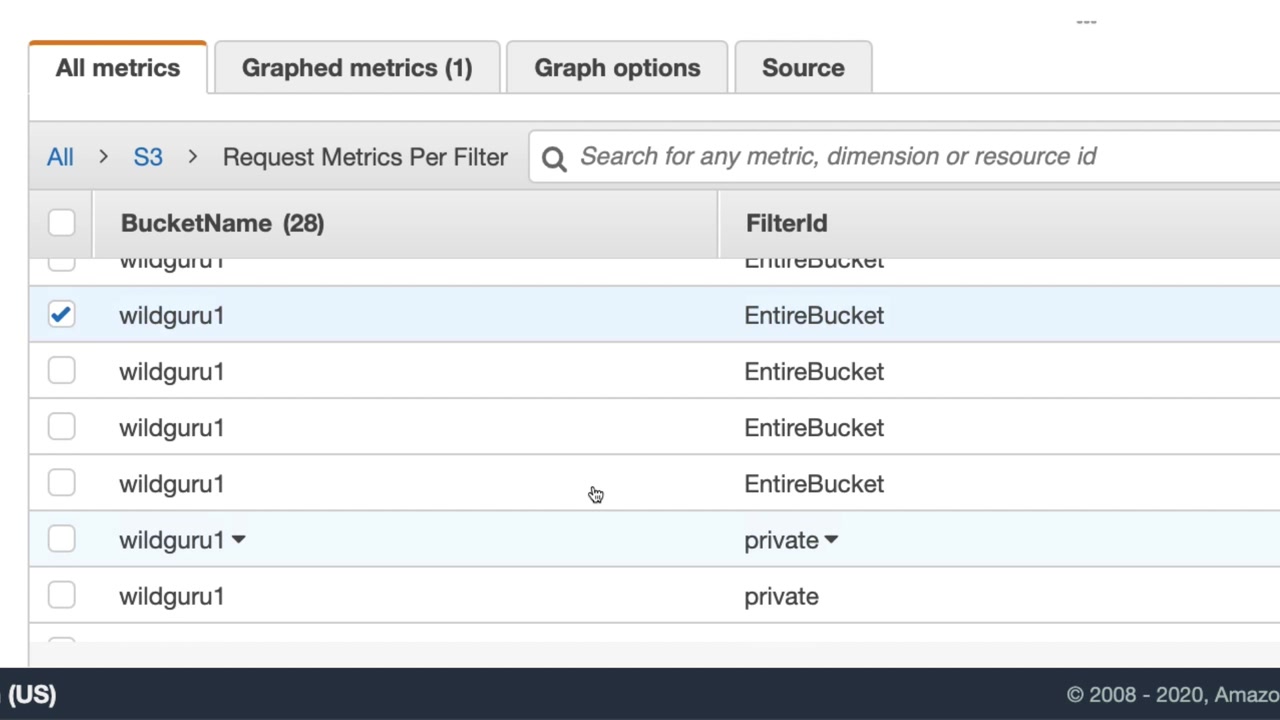 ---
All metrics Graphed metrics (1) Graph options Source
All > S3 > Request Metrics Per Filter Search for any metric, dimension or resource id
BucketName (28) FilterId
wildguru1 EntireBucket
wildguru1 EntireBucket
wildguru1 EntireBucket
wildguru1 EntireBucket
wildguru1 EntireBucket
wildguru1 private
wildguru1 private
(US) © 2008 - 2020, Amazo